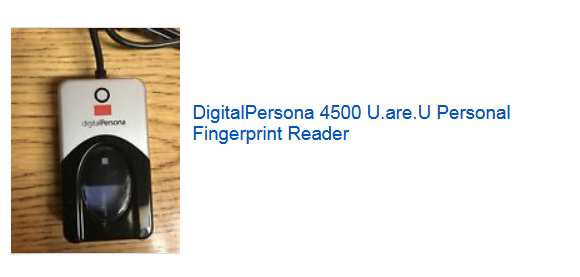 digitalPersona
DigitalPersona 4500 U.are.U Personal
Fingerprint Reader